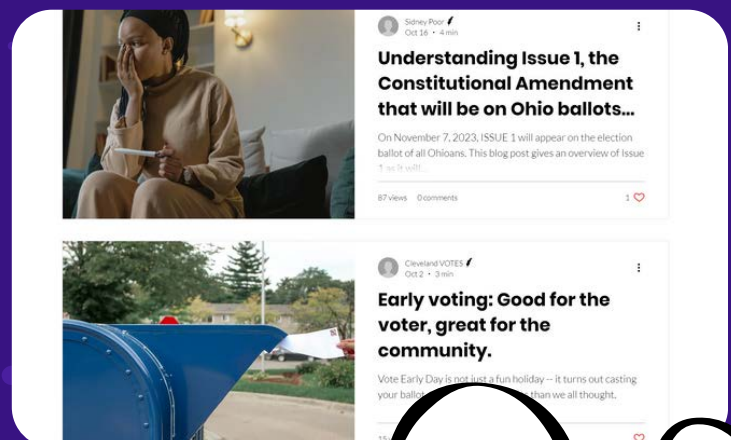 Sidney Poor
Oct 16 • 4 min
Understanding Issue 1, the
Constitutional Amendment
that will be on Ohio ballots...
On November 7, 2023, ISSUE 1 will appear on the election
ballot of all Ohioans. This blog post gives an overview of Issue
1 as it will...
87 views 0 comments
1
Cleveland VOTES
Oct 2 • 3 min
Early voting: Good for the
voter, great for the
community.
Vote Early Day is not just a fun holiday -- it turns out casting
your ballot than we all thought.